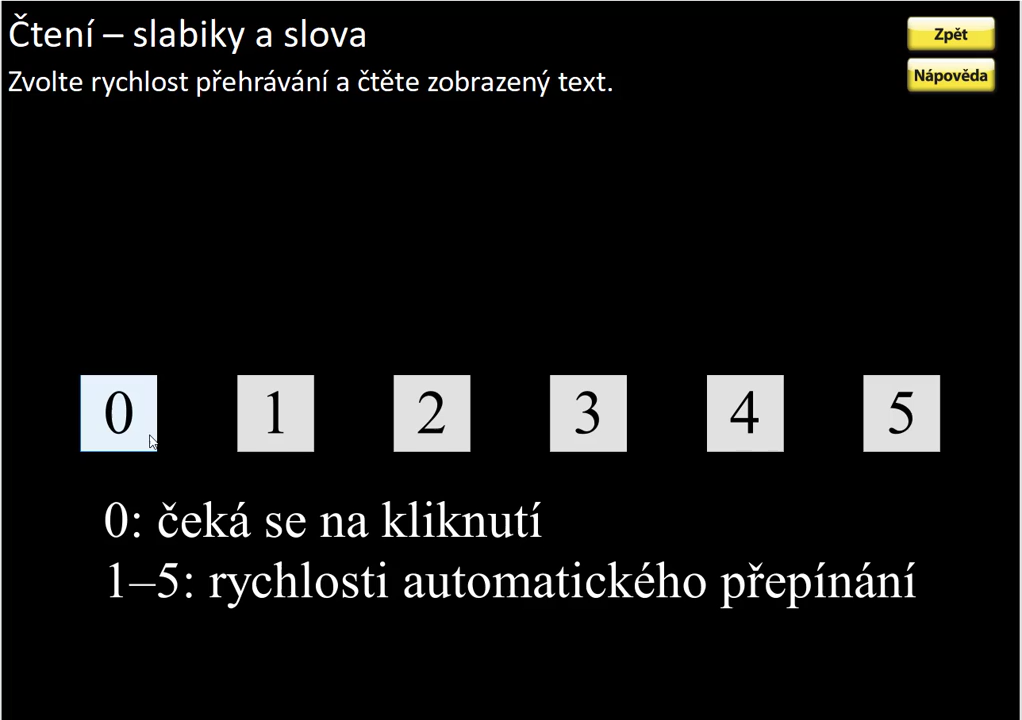 Čtení – slabiky a slova
Zpět
Zvolte rychlost přehrávání a čtěte zobrazený text.
Nápověda
0 1 2 3 4 5
0: čeká se na kliknutí
1–5: rychlosti automatického přepínání